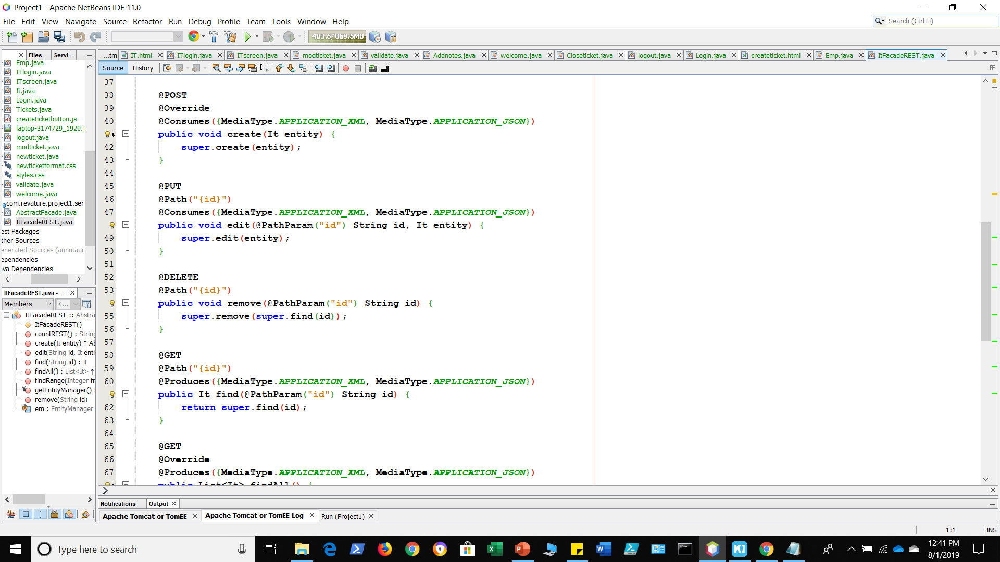 Project1 - Apache NetBeans IDE 11.0
File Edit View Navigate Source Refactor Run Debug Profile Team Tools Window Help
Search (Ctrl+I)
483.6/869.5MB
Files Servi...
...tm IT.html ITlogin.java ITscreen.java modticket.java validate.java Addnotes.java welcome.java Closeticket.java logout.java Login.java createticket.html Emp.java ItFacadeREST.java
Source History
Emp.java
ITlogin.java
ITscreen.java
It.java
Login.java
Tickets.java
createticketbutton.js
laptop-3174729_1920.j
logout.java
modticket.java
newticket.java
newticketformat.css
styles.css
validate.java
welcome.java
com.revature.project1.ser
AbstractFacade.java
ItFacadeREST.java
est Packages
ther Sources
enerated Sources (annotatic
ependencies
va Dependencies
ItFacadeREST.java - ...
Members <...
ItFacadeREST :: Abstra
ItFacadeREST()
countREST() : String
create(It entity) ↑ Ab
edit(String id, It enti
find(String id) : It
findAll() : List<It> ↑
findRange(Integer fr
getEntityManager() :
remove(String id)
em : EntityManager
37
38 @POST
39 @Override
40 @Consumes({MediaType.APPLICATION_XML, MediaType.APPLICATION_JSON})
public void create(It entity) {
42 super.create(entity);
43 }
44
45 @PUT
46 @Path("{id}")
47 @Consumes({MediaType.APPLICATION_XML, MediaType.APPLICATION_JSON})
public void edit(@PathParam("id") String id, It entity) {
49 super.edit(entity);
50 }
51
52 @DELETE
53 @Path("{id}")
public void remove(@PathParam("id") String id) {
55 super.remove(super.find(id));
56 }
57
58 @GET
59 @Path("{id}")
60 @Produces({MediaType.APPLICATION_XML, MediaType.APPLICATION_JSON})
public It find(@PathParam("id") String id) {
62 return super.find(id);
63 }
64
65 @GET
66 @Override
67 @Produces({MediaType.APPLICATION_XML, MediaType.APPLICATION_JSON})
public List<It> findAll() {
Notifications Output
Apache Tomcat or TomEE Apache Tomcat or TomEE Log Run (Project1)
1:1 INS
Type here to search
12:41 PM
8/1/2019